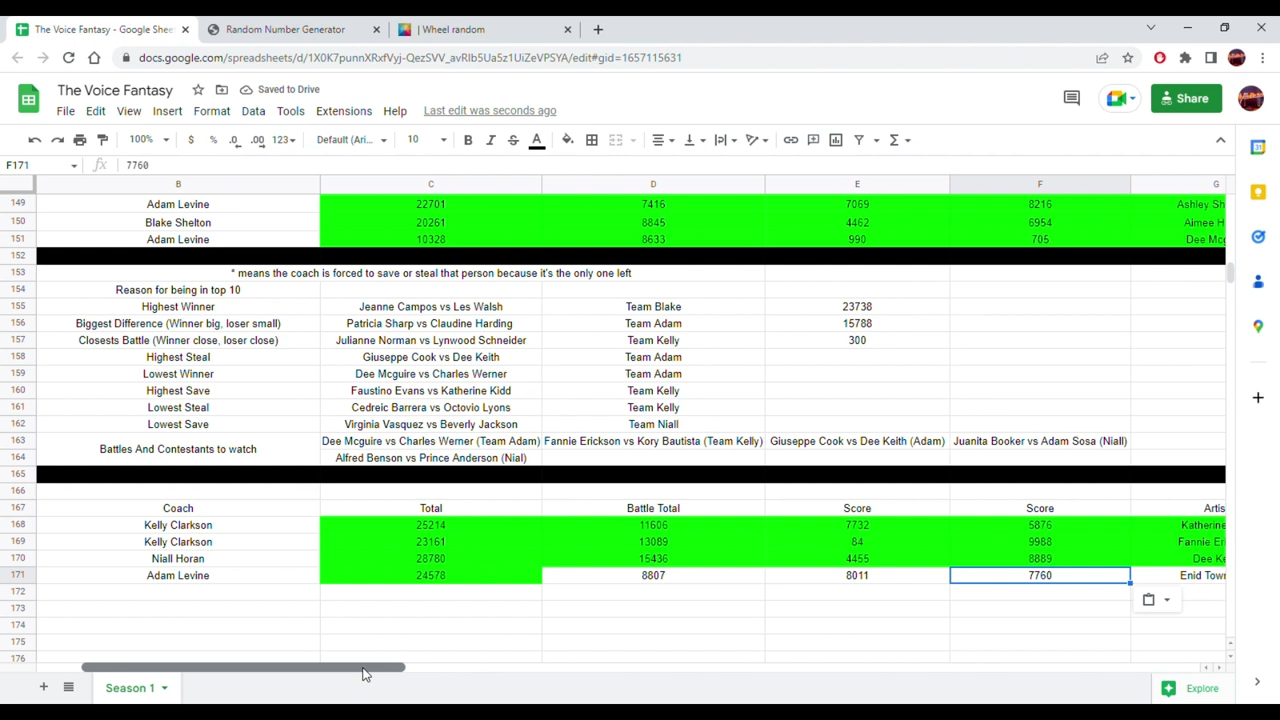 The Voice Fantasy - Google Shee
Random Number Generator
| Wheel random
docs.google.com/spreadsheets/d/1X0K7punnXRxfVyj-QezSVV_avRIb5Ua5z1UiZeVPSYA/edit#gid=1657115631
The Voice Fantasy Saved to Drive
File Edit View Insert Format Data Tools Extensions Help Last edit was seconds ago
Share
100% $ % .0 .00 123 Default (Ari... 10 B I S A
F171 fx 7760
B C D E F G
149 Adam Levine 22701 7416 7069 8216 Ashley Sh
150 Blake Shelton 20261 8845 4462 6954 Aimee H
151 Adam Levine 10328 8633 990 705 Dee Mcg
152
153 * means the coach is forced to save or steal that person because it's the only one left
154 Reason for being in top 10
155 Highest Winner Jeanne Campos vs Les Walsh Team Blake 23738
156 Biggest Difference (Winner big, loser small) Patricia Sharp vs Claudine Harding Team Adam 15788
157 Closests Battle (Winner close, loser close) Julianne Norman vs Lynwood Schneider Team Kelly 300
158 Highest Steal Giuseppe Cook vs Dee Keith Team Adam
159 Lowest Winner Dee Mcguire vs Charles Werner Team Adam
160 Highest Save Faustino Evans vs Katherine Kidd Team Kelly
161 Lowest Steal Cedreic Barrera vs Octovio Lyons Team Kelly
162 Lowest Save Virginia Vasquez vs Beverly Jackson Team Niall
163 Dee Mcguire vs Charles Werner (Team Adam) Fannie Erickson vs Kory Bautista (Team Kelly) Giuseppe Cook vs Dee Keith (Adam) Juanita Booker vs Adam Sosa (Niall)
Battles And Contestants to watch
164 Alfred Benson vs Prince Anderson (Nial)
165
166
167 Coach Total Battle Total Score Score Artis
168 Kelly Clarkson 25214 11606 7732 5876 Katherine
169 Kelly Clarkson 23161 13089 84 9988 Fannie Er
170 Niall Horan 28780 15436 4455 8889 Dee Ke
171 Adam Levine 24578 8807 8011 7760 Enid Town
172
173
174
175
176
Season 1
Explore